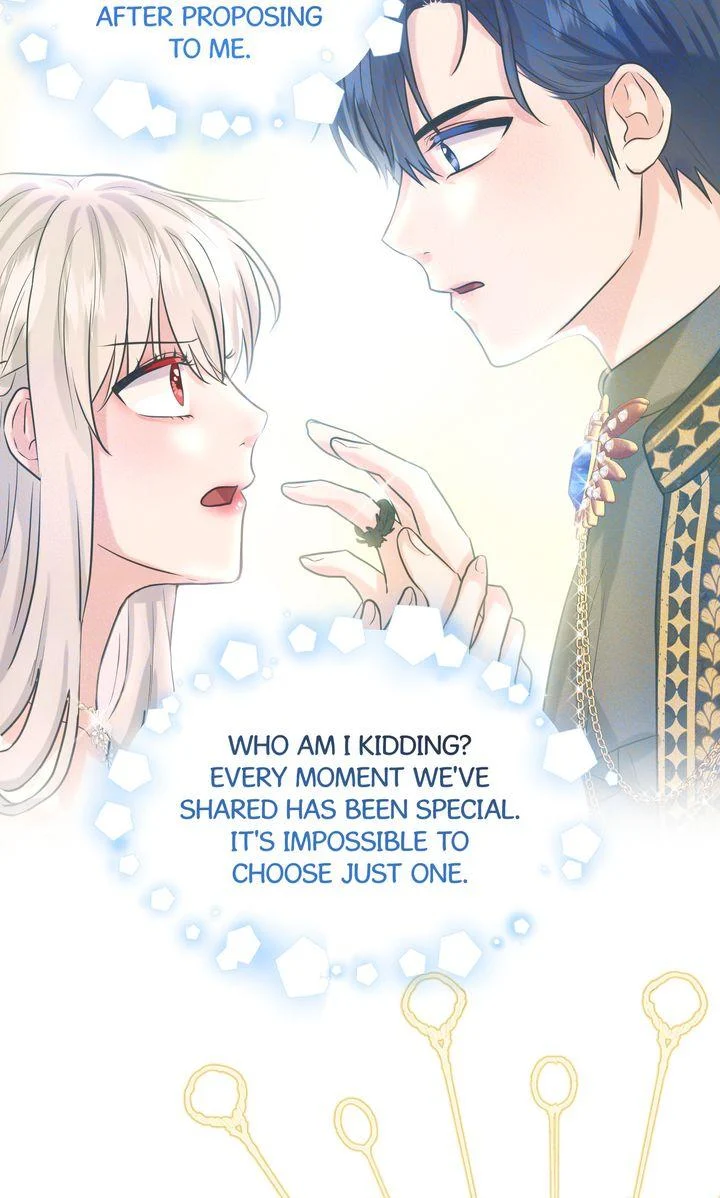 AFTER PROPOSING
TO ME.
WHO AM I KIDDING?
EVERY MOMENT WE'VE
SHARED HAS BEEN SPECIAL.
IT'S IMPOSSIBLE TO
CHOOSE JUST ONE.